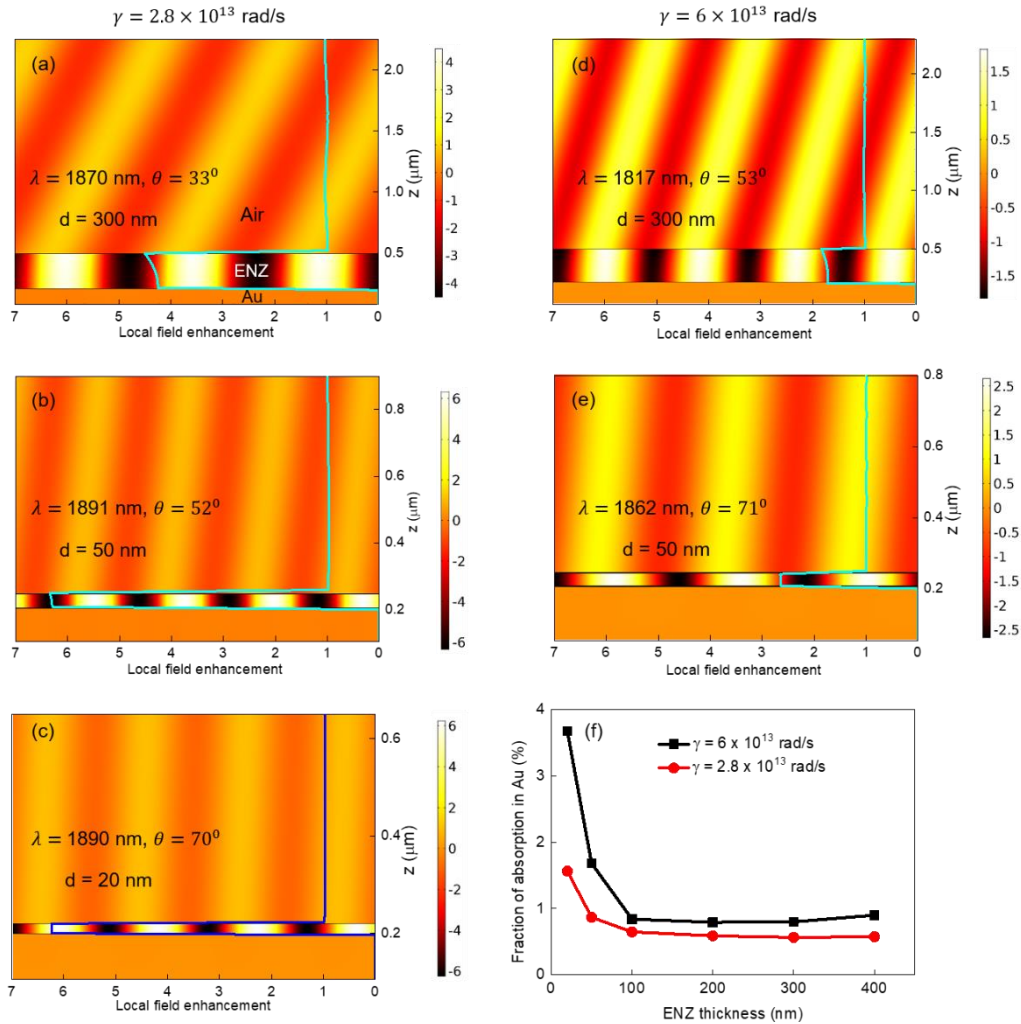 γ = 2.8 × 10¹³ rad/s
γ = 6 × 10¹³ rad/s
(a)
λ = 1870 nm, θ = 33⁰
d = 300 nm
Air
ENZ
Au
2.0
1.5
1.0
0.5
z (μm)
7 6 5 4 3 2 1 0
Local field enhancement
4
3
2
1
0
-1
-2
-3
-4
(d)
λ = 1817 nm, θ = 53⁰
d = 300 nm
2.0
1.5
1.0
0.5
z (μm)
7 6 5 4 3 2 1 0
Local field enhancement
1.5
1
0.5
0
-0.5
-1
-1.5
(b)
λ = 1891 nm, θ = 52⁰
d = 50 nm
0.8
0.6
0.4
0.2
z (μm)
7 6 5 4 3 2 1 0
Local field enhancement
6
4
2
0
-2
-4
-6
(e)
λ = 1862 nm, θ = 71⁰
d = 50 nm
0.8
0.6
0.4
0.2
z (μm)
7 6 5 4 3 2 1 0
Local field enhancement
2.5
2
1.5
1
0.5
0
-0.5
-1
-1.5
-2
-2.5
(c)
λ = 1890 nm, θ = 70⁰
d = 20 nm
0.6
0.4
0.2
z (μm)
7 6 5 4 3 2 1 0
Local field enhancement
6
4
2
0
-2
-4
-6
(f)
γ = 6 x 10¹³ rad/s
γ = 2.8 x 10¹³ rad/s
Fraction of absorption in Au (%)
4
3
2
1
0
0 100 200 300 400
ENZ thickness (nm)